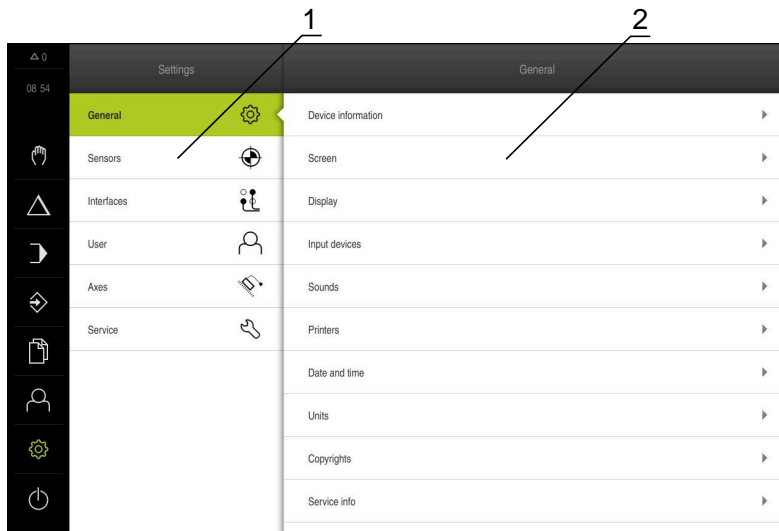 1
2
△ 0
08 54
Settings
General
General
Sensors
Interfaces
User
Axes
Service
Device information
Screen
Display
Input devices
Sounds
Printers
Date and time
Units
Copyrights
Service info